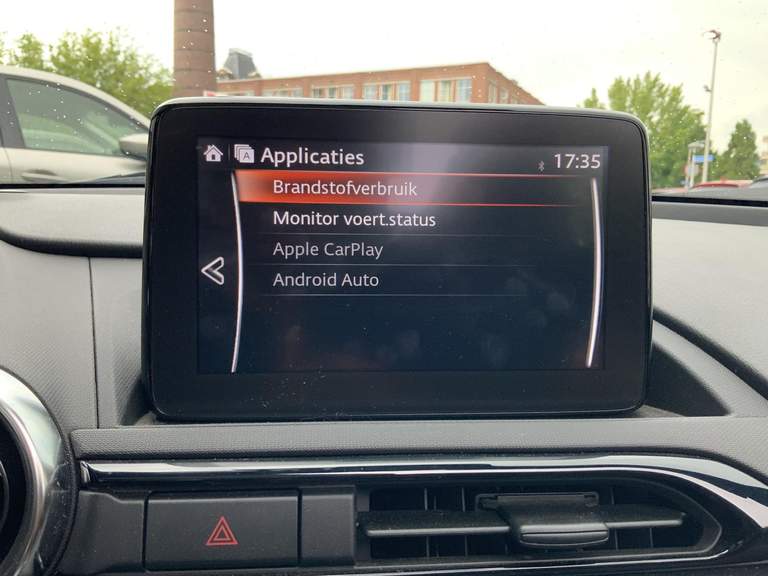 Applicaties
17:35
Brandstofverbruik
Monitor voert.status
Apple CarPlay
Android Auto